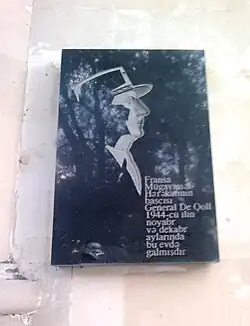 Fransa
Müqavimət
Hərəkatının
başçısı
General De Qoll
1944-cü ilin
noyabr
və dekabr
aylarında
bu evdə
qalmışdır